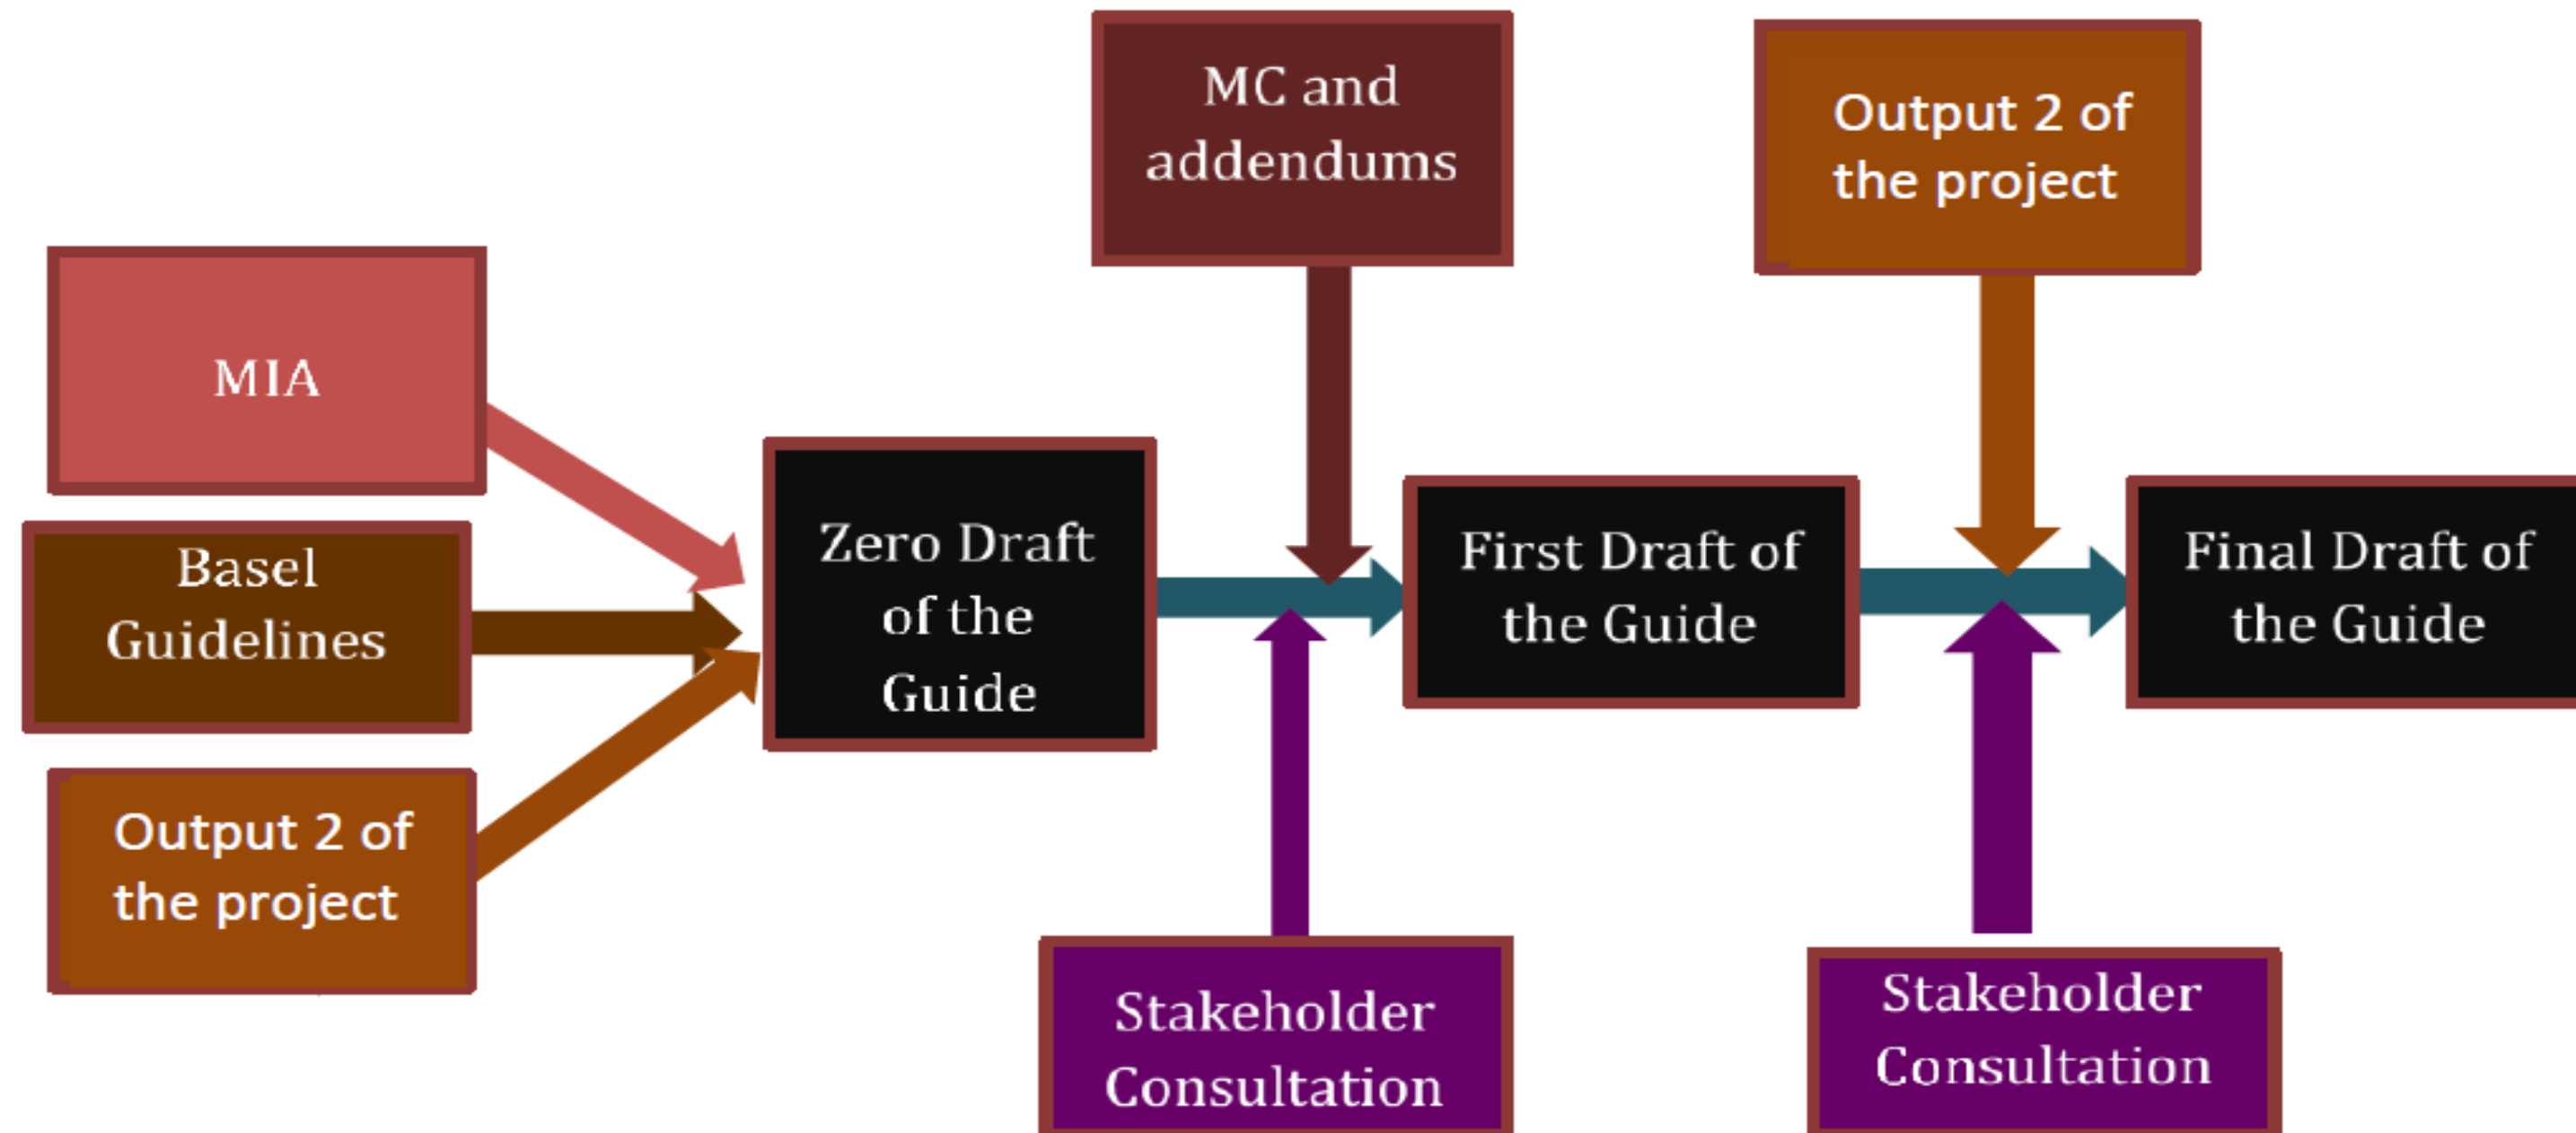 MC and
addendums
Output 2 of
the project
MIA
Basel
Guidelines
Output 2 of
the project
Zero Draft
of the
Guide
First Draft of
the Guide
Final Draft of
the Guide
Stakeholder
Consultation
Stakeholder
Consultation